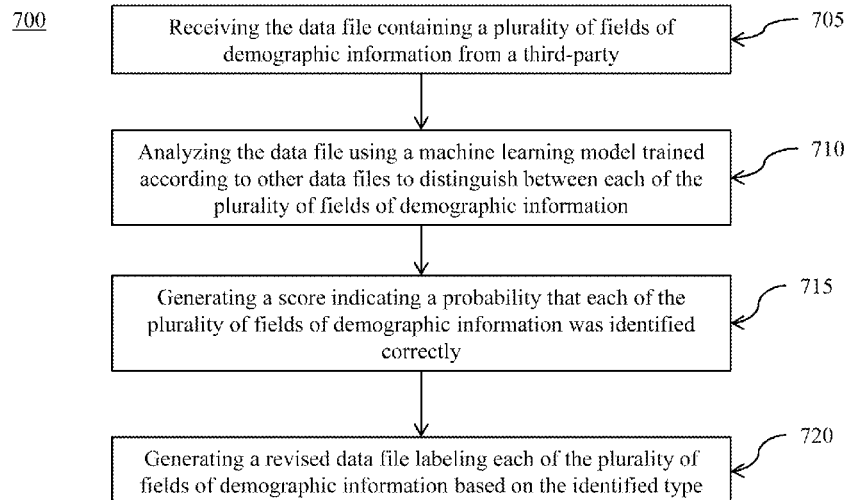 700
Receiving the data file containing a plurality of fields of
demographic information from a third-party
705
Analyzing the data file using a machine learning model trained
according to other data files to distinguish between each of the
plurality of fields of demographic information
710
Generating a score indicating a probability that each of the
plurality of fields of demographic information was identified
correctly
715
Generating a revised data file labeling each of the plurality of
fields of demographic information based on the identified type
720